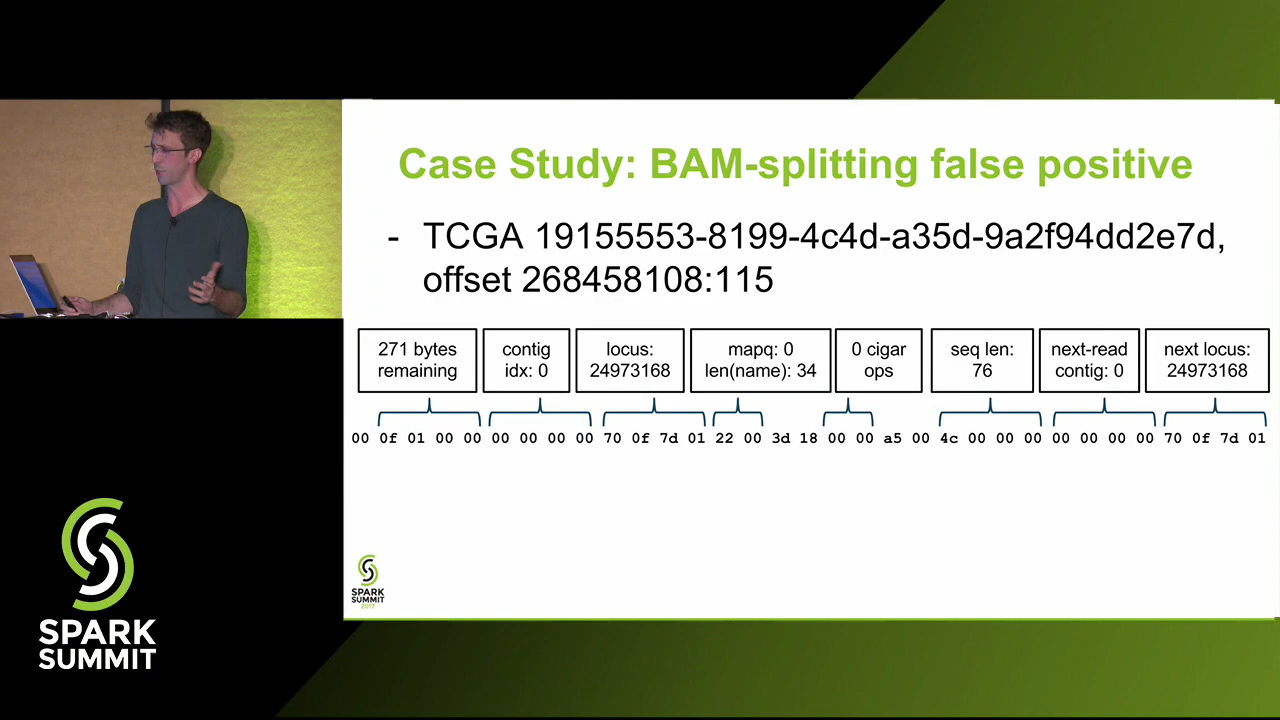 Case Study: BAM-splitting false positive
- TCGA 19155553-8199-4c4d-a35d-9a2f94dd2e7d,
offset 268458108:115
271 bytes
remaining
contig
idx: 0
locus:
24973168
mapq: 0
len(name): 34
0 cigar
ops
seq len:
76
next-read
contig: 0
next locus:
24973168
00 0f 01 00 00 00 00 00 00 70 0f 7d 01 22 00 3d 18 00 00 a5 00 4c 00 00 00 00 00 00 00 70 0f 7d 01
SPARK
SUMMIT
2017
SPARK
SUMMIT